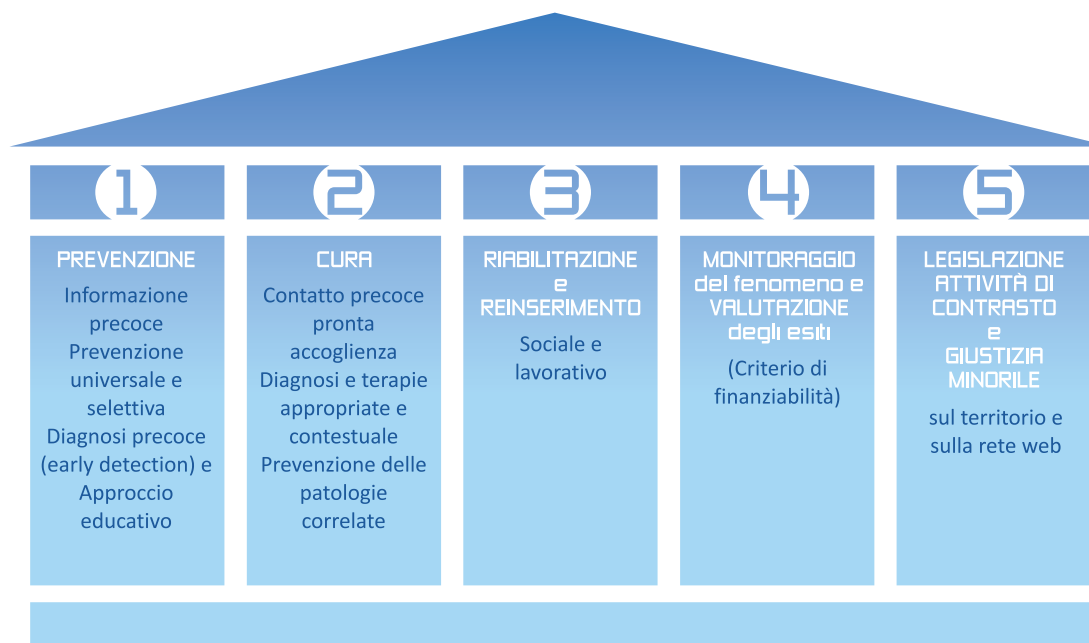 1
PREVENZIONE
Informazione
precoce
Prevenzione
universale e
selettiva
Diagnosi precoce
(early detection) e
Approccio
educativo
2
CURA
Contatto precoce
pronta
accoglienza
Diagnosi e terapie
appropriate e
contestuale
Prevenzione delle
patologie
correlate
3
RIABILITAZIONE
e
REINSERIMENTO
Sociale e
lavorativo
4
MONITORAGGIO
del fenomeno e
VALUTAZIONE
degli esiti
(Criterio di
finanziabilità)
5
LEGISLAZIONE
ATTIVITÀ DI
CONTRASTO
e
GIUSTIZIA
MINORILE
sul territorio e
sulla rete web